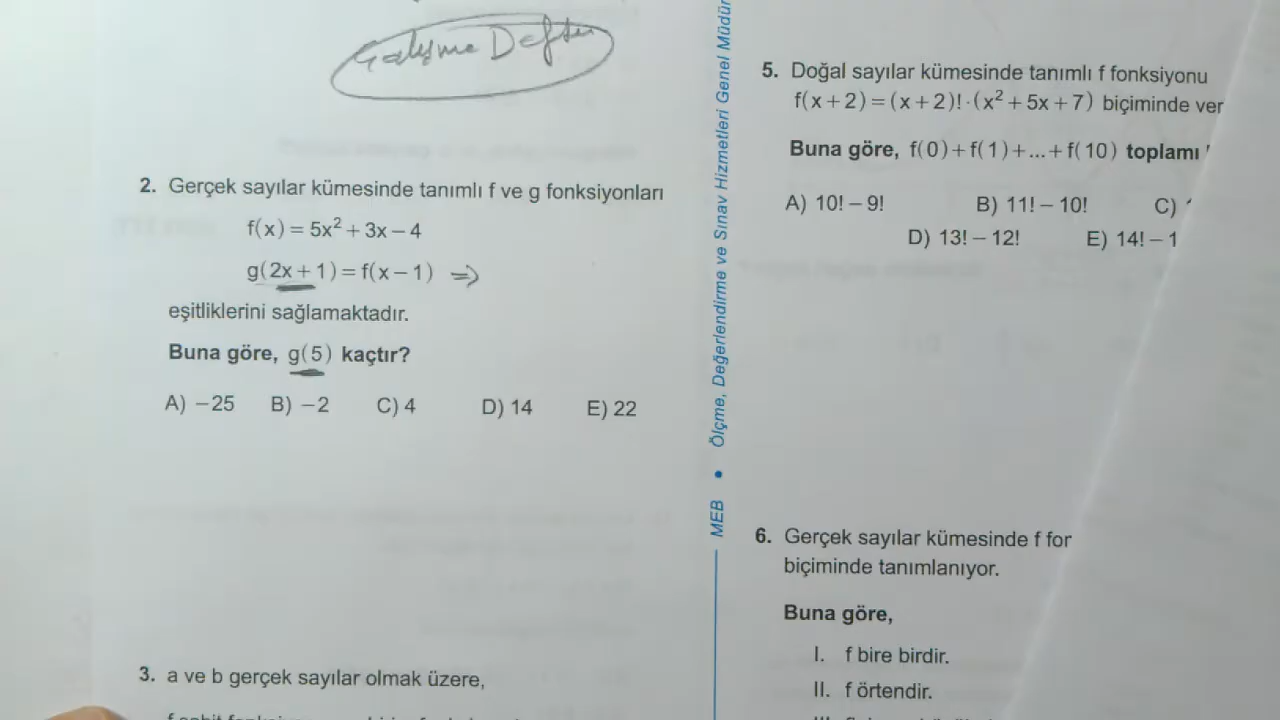 Çalışma Defteri
2. Gerçek sayılar kümesinde tanımlı f ve g fonksiyonları
f(x) = 5x² + 3x – 4
g(2x + 1) = f(x – 1) ⇒
eşitliklerini sağlamaktadır.
Buna göre, g(5) kaçtır?
A) –25 B) –2 C) 4 D) 14 E) 22
3. a ve b gerçek sayılar olmak üzere,
MEB • Ölçme, Değerlendirme ve Sınav Hizmetleri Genel Müdür
5. Doğal sayılar kümesinde tanımlı f fonksiyonu
f(x + 2) = (x + 2)! · (x² + 5x + 7) biçiminde ver
Buna göre, f(0) + f(1) + ... + f(10) toplamı
A) 10! – 9! B) 11! – 10! C)
D) 13! – 12! E) 14! – 1
6. Gerçek sayılar kümesinde f for
biçiminde tanımlanıyor.
Buna göre,
I. f bire birdir.
II. f örtendir.